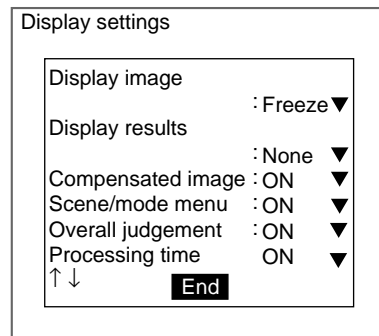 Display settings
Display image
:Freeze▼
Display results
:None ▼
Compensated image :ON ▼
Scene/mode menu :ON ▼
Overall judgement :ON ▼
Processing time ON ▼
↑↓ End